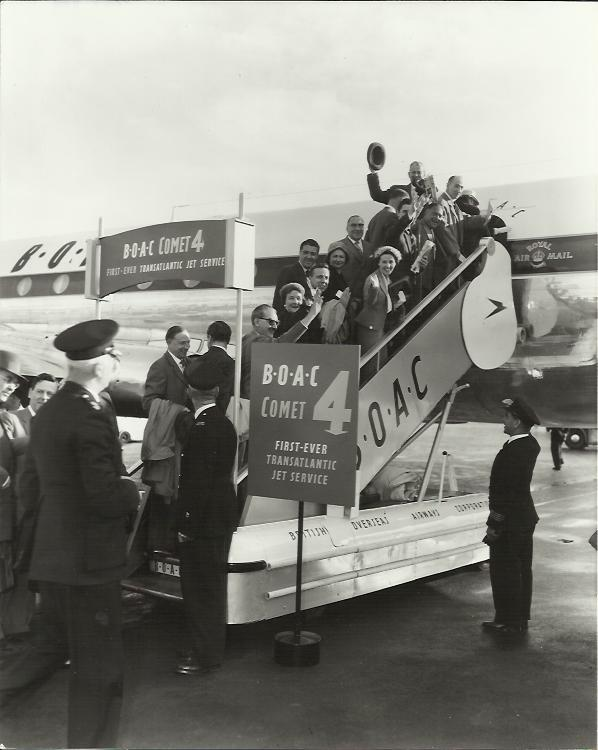 B·O·A·C COMET 4
FIRST-EVER TRANSATLANTIC JET SERVICE
B·O
ROYAL
AIR MAIL
B·O·A·C
COMET 4
FIRST-EVER
TRANSATLANTIC
JET SERVICE
B·O·A·C
BRITISH OVERSEAS AIRWAYS CORPORATION
B·O·